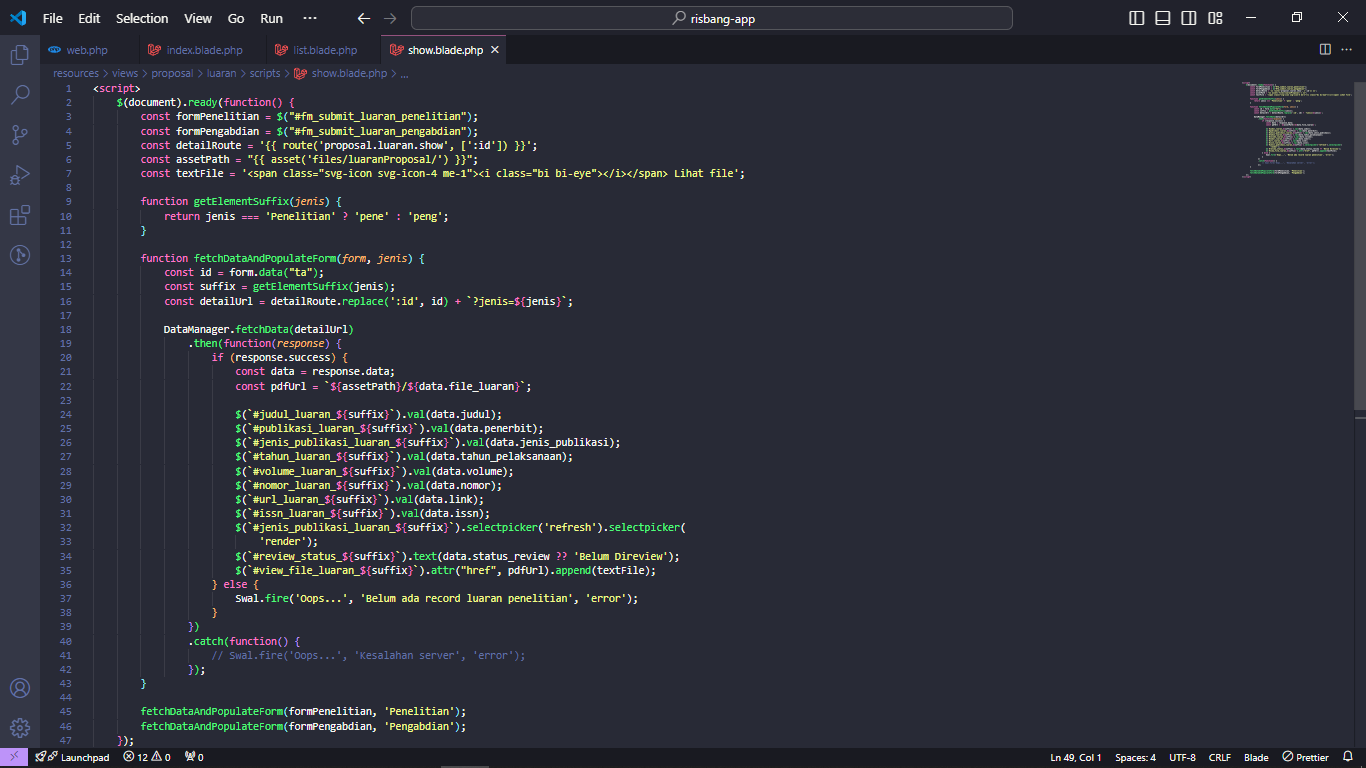 File Edit Selection View Go Run ··· risbang-app
web.php index.blade.php list.blade.php show.blade.php
resources > views > proposal > luaran > scripts > show.blade.php > ...
1 <script>
2 $(document).ready(function() {
3 const formPenelitian = $("#fm_submit_luaran_penelitian");
4 const formPengabdian = $("#fm_submit_luaran_pengabdian");
5 const detailRoute = '{{ route('proposal.luaran.show', [':id']) }}';
6 const assetPath = "{{ asset('files/luaranProposal/') }}";
7 const textFile = '<span class="svg-icon svg-icon-4 me-1"><i class="bi bi-eye"></i></span> Lihat file';
8
9 function getElementSuffix(jenis) {
10 return jenis === 'Penelitian' ? 'pene' : 'peng';
11 }
12
13 function fetchDataAndPopulateForm(form, jenis) {
14 const id = form.data("ta");
15 const suffix = getElementSuffix(jenis);
16 const detailUrl = detailRoute.replace(':id', id) + `?jenis=${jenis}`;
17
18 DataManager.fetchData(detailUrl)
19 .then(function(response) {
20 if (response.success) {
21 const data = response.data;
22 const pdfUrl = `${assetPath}/${data.file_luaran}`;
23
24 $(`#judul_luaran_${suffix}`).val(data.judul);
25 $(`#publikasi_luaran_${suffix}`).val(data.penerbit);
26 $(`#jenis_publikasi_luaran_${suffix}`).val(data.jenis_publikasi);
27 $(`#tahun_luaran_${suffix}`).val(data.tahun_pelaksanaan);
28 $(`#volume_luaran_${suffix}`).val(data.volume);
29 $(`#nomor_luaran_${suffix}`).val(data.nomor);
30 $(`#url_luaran_${suffix}`).val(data.link);
31 $(`#issn_luaran_${suffix}`).val(data.issn);
32 $(`#jenis_publikasi_luaran_${suffix}`).selectpicker('refresh').selectpicker(
33 'render');
34 $(`#review_status_${suffix}`).text(data.status_review ?? 'Belum Direview');
35 $(`#view_file_luaran_${suffix}`).attr("href", pdfUrl).append(textFile);
36 } else {
37 Swal.fire('Oops...', 'Belum ada record luaran penelitian', 'error');
38 }
39 })
40 .catch(function() {
41 // Swal.fire('Oops...', 'Kesalahan server', 'error');
42 });
43 }
44
45 fetchDataAndPopulateForm(formPenelitian, 'Penelitian');
46 fetchDataAndPopulateForm(formPengabdian, 'Pengabdian');
47 });
Launchpad 12 0 0 Ln 49, Col 1 Spaces: 4 UTF-8 CRLF Blade Prettier